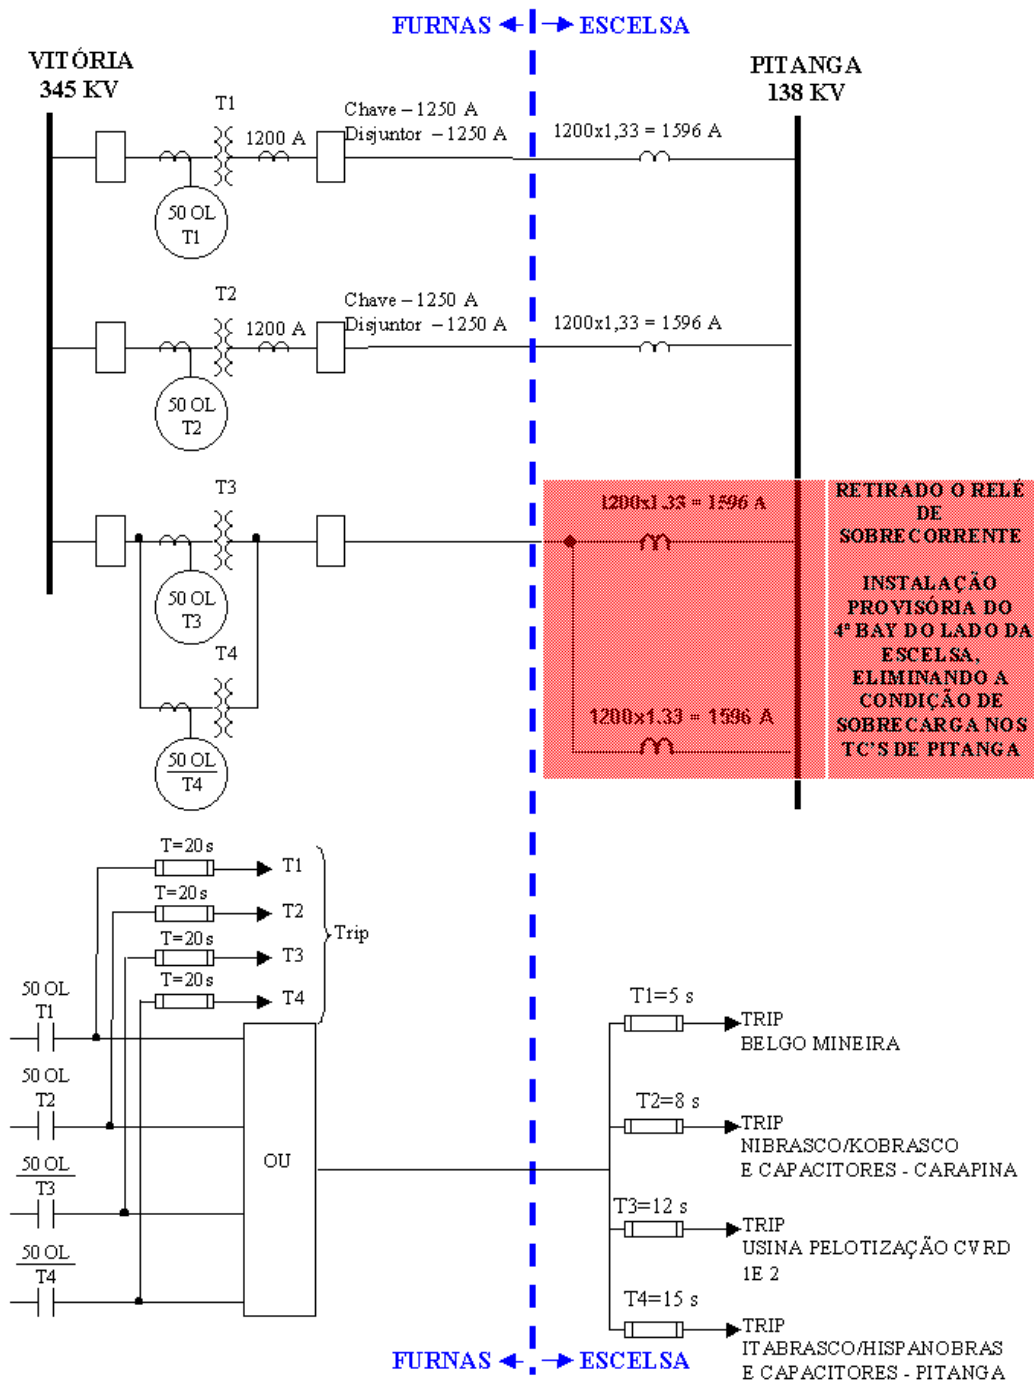 FURNAS ESCELSA
VITÓRIA
345 KV
PITANGA
138 KV
T1
1200 A
Chave – 1250 A
Disjuntor – 1250 A
1200x1,33 = 1596 A
50 OL
T1
T2
1200 A
Chave – 1250 A
Disjuntor – 1250 A
1200x1,33 = 1596 A
50 OL
T2
T3
1200x1.33 = 1596 A
50 OL
T3
T4
1200x1.33 = 1596 A
50 OL
T4
RETIRADO O RELÉ
DE
SOBRECORRENTE
INSTALAÇÃO
PROVISÓRIA DO
4º BAY DO LADO DA
ESCELSA,
ELIMINANDO A
CONDIÇÃO DE
SOBRECARGA NOS
TC'S DE PITANGA
T=20 s
T1
T=20 s
T2
T=20 s
T3
T=20 s
T4
Trip
50 OL
T1
50 OL
T2
50 OL
T3
50 OL
T4
OU
T1=5 s
TRIP
BELGO MINEIRA
T2=8 s
TRIP
NIBRASCO/KOBRASCO
E CAPACITORES - CARAPINA
T3=12 s
TRIP
USINA PELOTIZAÇÃO CVRD
1E 2
T4=15 s
TRIP
ITABRASCO/HISPANOBRAS
E CAPACITORES - PITANGA
FURNAS ESCELSA